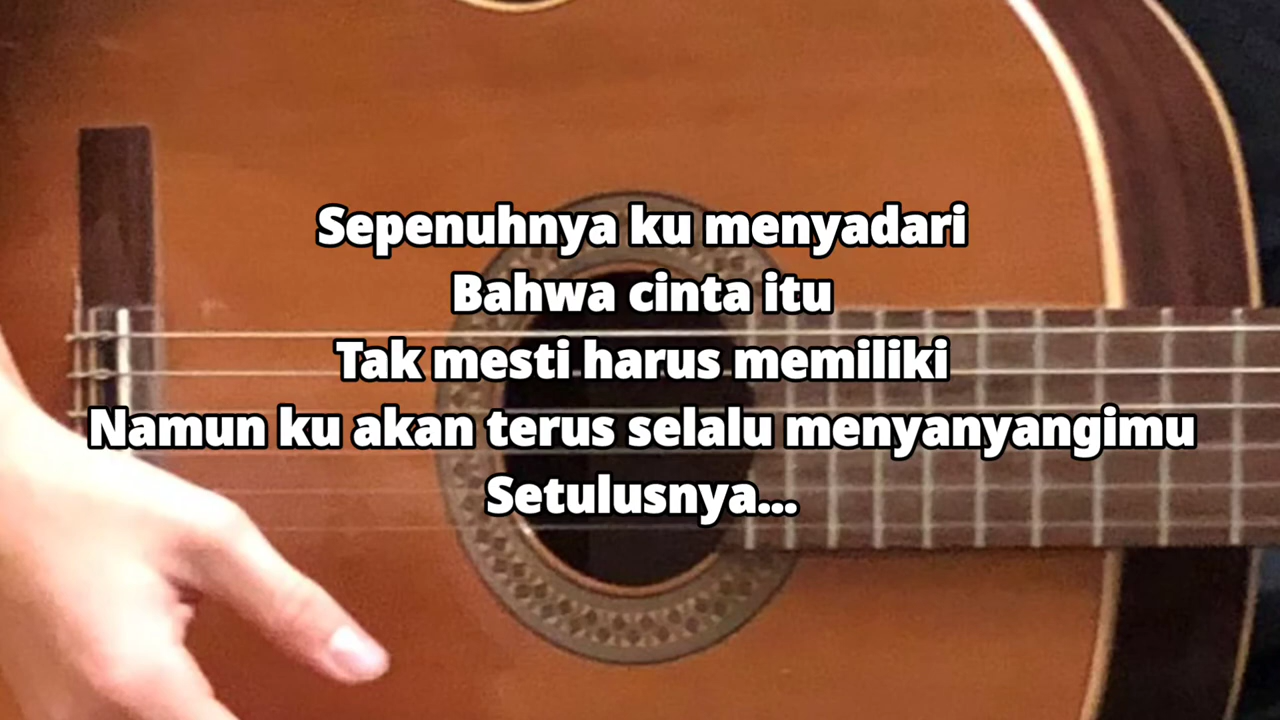 Sepenuhnya ku menyadari
Bahwa cinta itu
Tak mesti harus memiliki
Namun ku akan terus selalu menyanyangimu
Setulusnya...